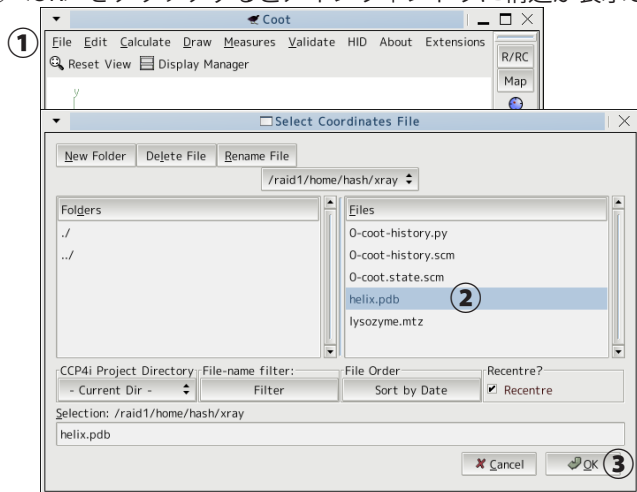 Coot
①
File Edit Calculate Draw Measures Validate HID About Extensions
R/RC
Reset View Display Manager
Map
y
Select Coordinates File
New Folder Delete File Rename File
/raid1/home/hash/xray
Folders
./
../
Files
0-coot-history.py
0-coot-history.scm
0-coot.state.scm
helix.pdb ②
lysozyme.mtz
CCP4i Project Directory File-name filter: File Order Recentre?
- Current Dir - Filter Sort by Date Recentre
Selection: /raid1/home/hash/xray
helix.pdb
Cancel OK ③